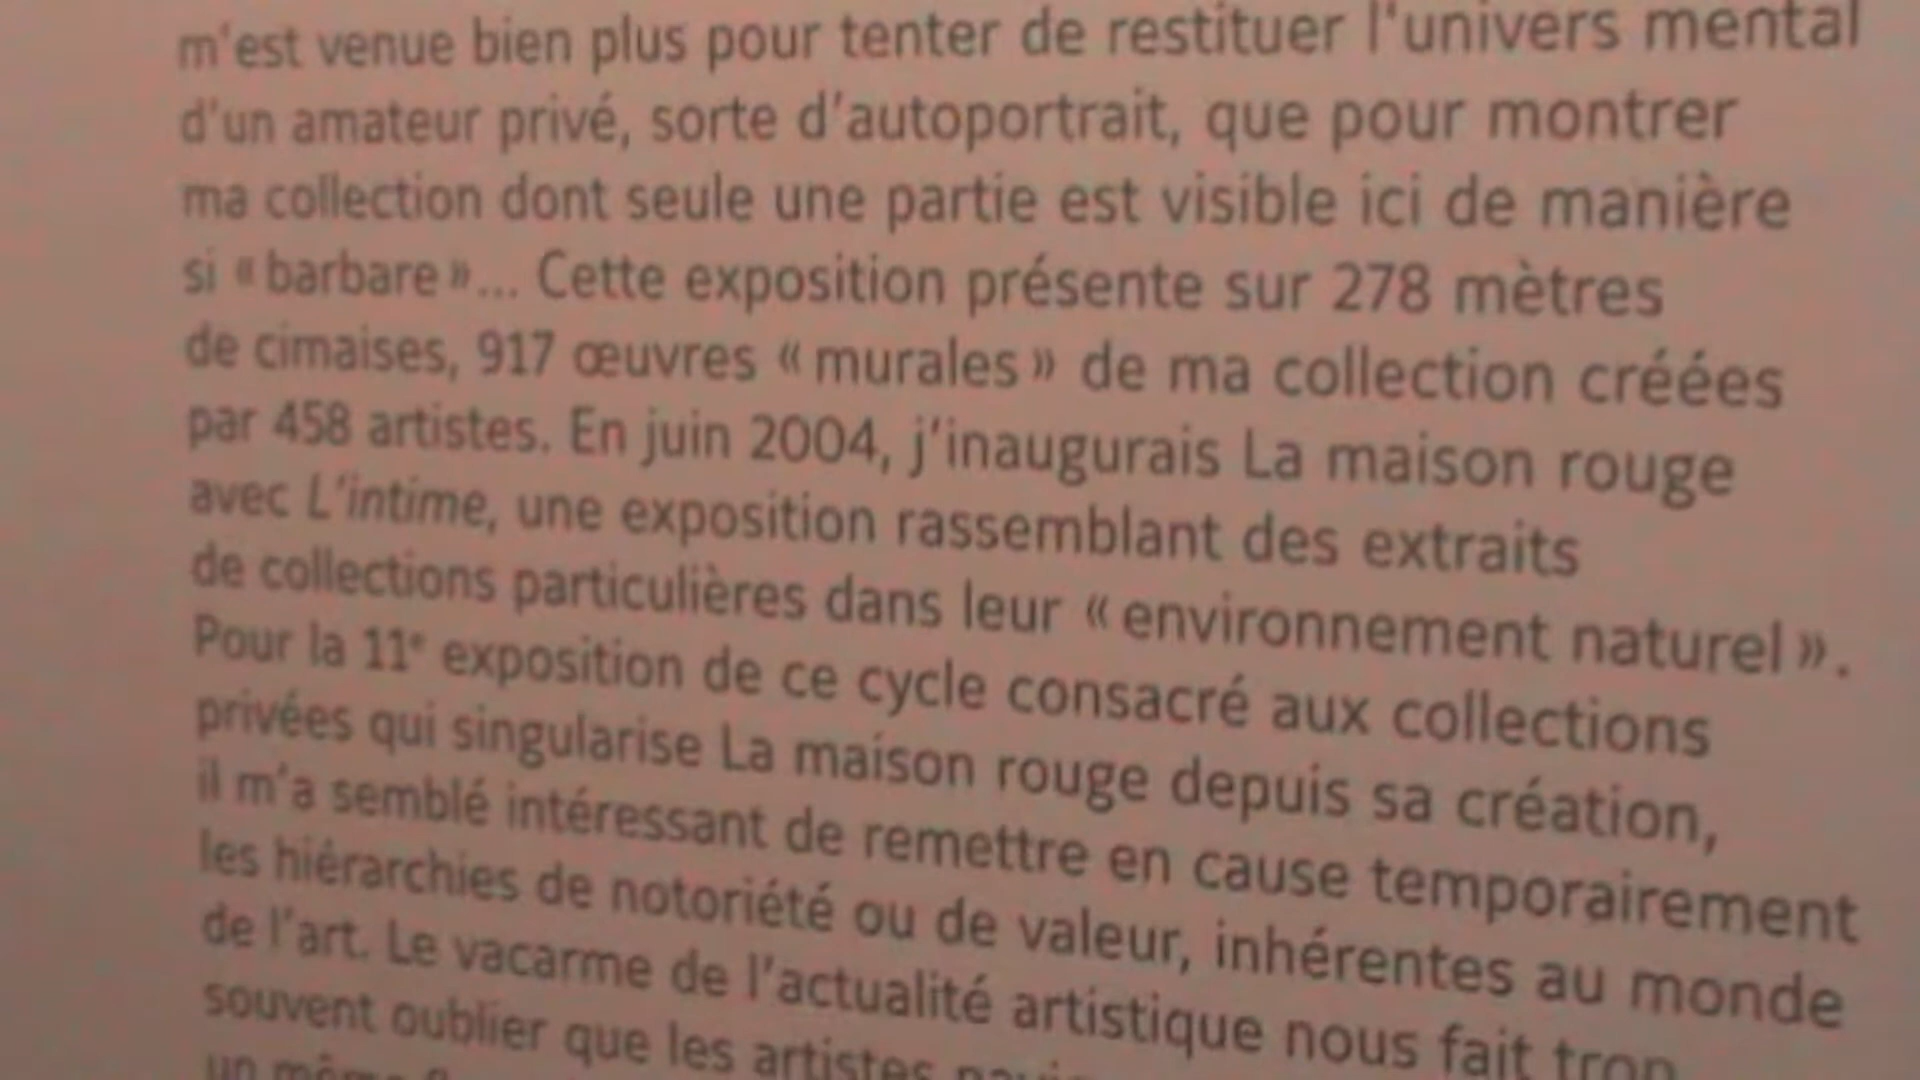 m'est venue bien plus pour tenter de restituer l'univers mental
d'un amateur privé, sorte d'autoportrait, que pour montrer
ma collection dont seule une partie est visible ici de manière
si « barbare »... Cette exposition présente sur 278 mètres
de cimaises, 917 œuvres « murales » de ma collection créées
par 458 artistes. En juin 2004, j'inaugurais La maison rouge
avec L'intime, une exposition rassemblant des extraits
de collections particulières dans leur « environnement naturel ».
Pour la 11e exposition de ce cycle consacré aux collections
privées qui singularise La maison rouge depuis sa création,
il m'a semblé intéressant de remettre en cause temporairement
les hiérarchies de notoriété ou de valeur, inhérentes au monde
de l'art. Le vacarme de l'actualité artistique nous fait trop
souvent oublier que les artistes
un même